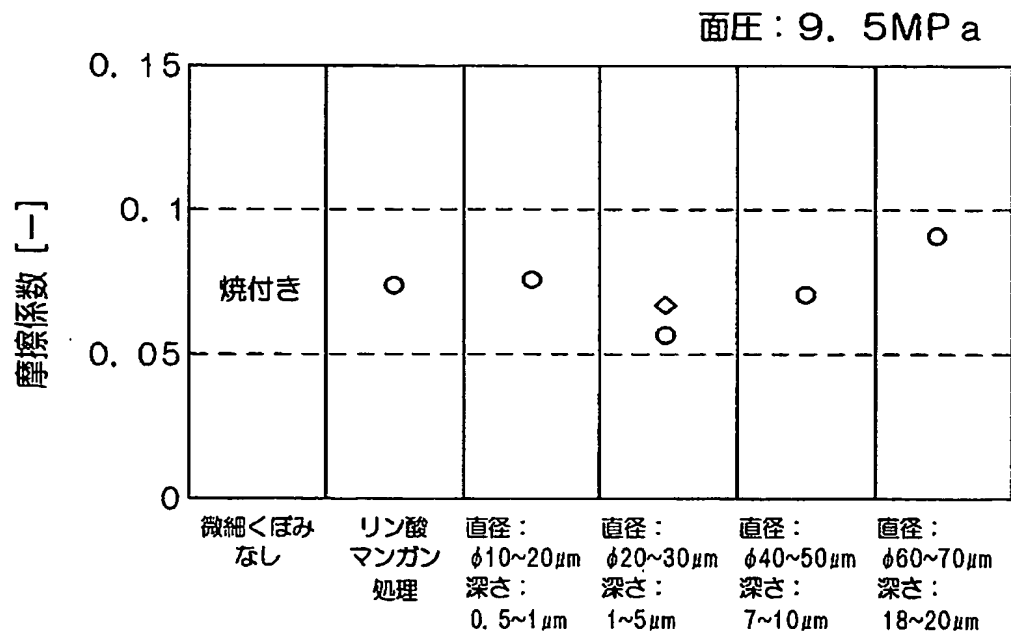 面圧：9. 5MPa
0. 15
0. 1
0. 05
0
摩擦係数 [—]
焼付き
微細くぼみ
なし
リン酸
マンガン
処理
直径：
φ10~20μm
深さ：
0. 5~1μm
直径：
φ20~30μm
深さ：
1~5μm
直径：
φ40~50μm
深さ：
7~10μm
直径：
φ60~70μm
深さ：
18~20μm